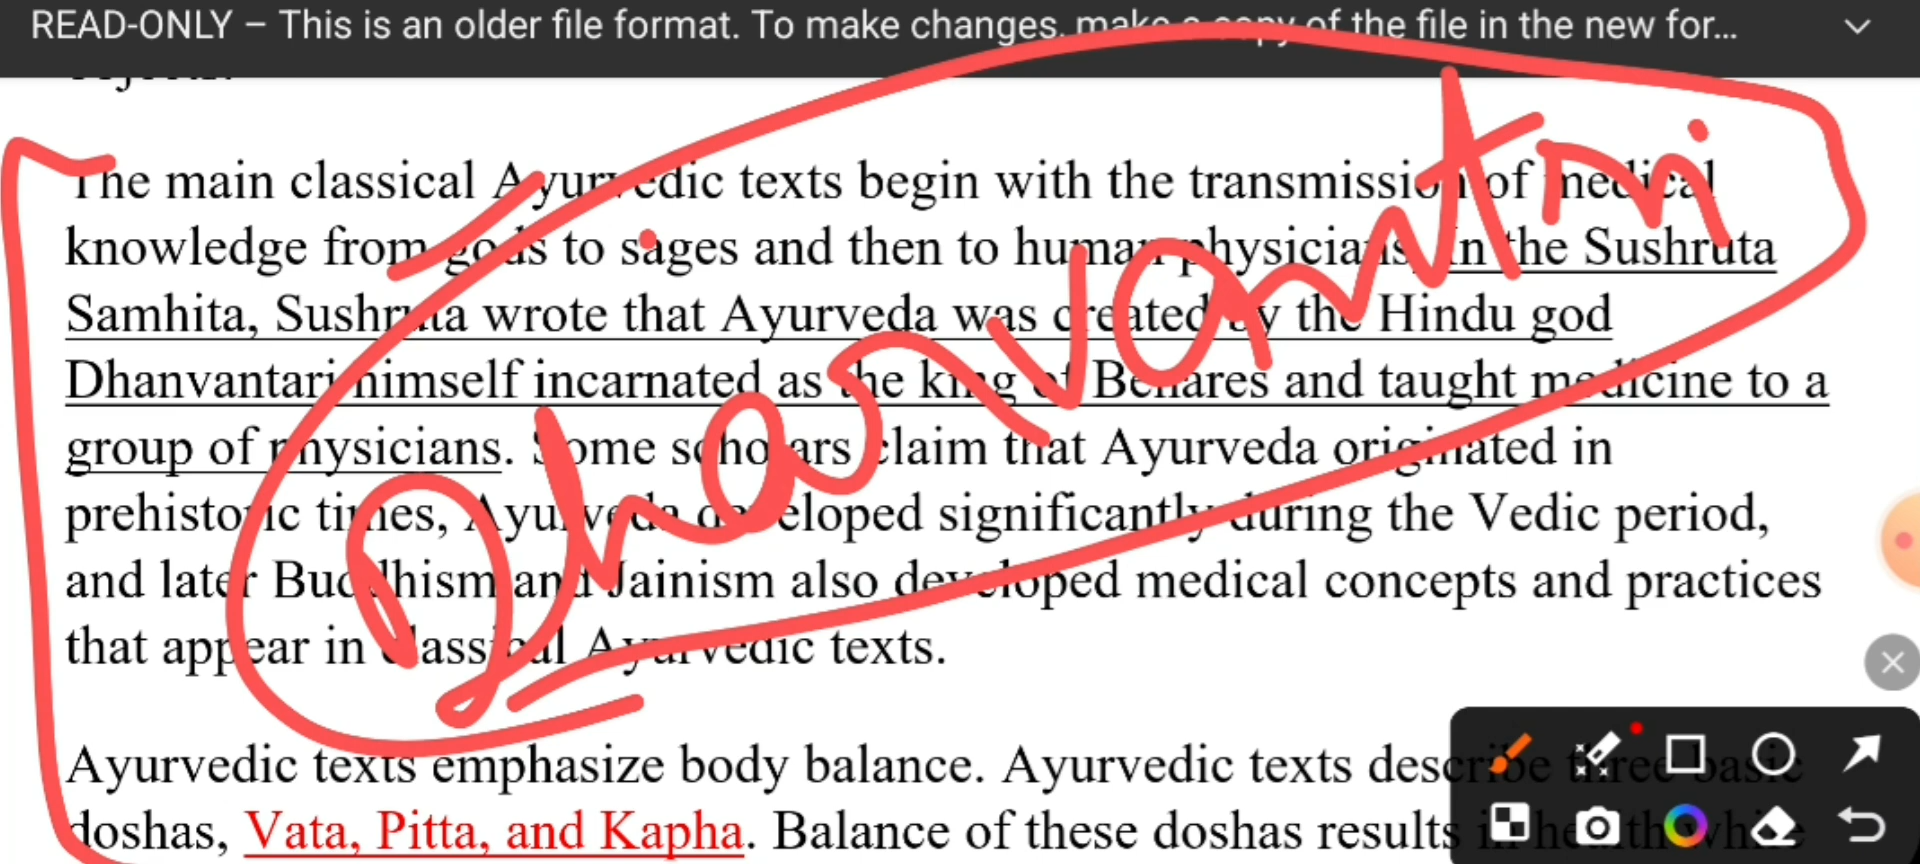 READ-ONLY – This is an older file format. To make changes, make a copy of the file in the new for...
objects.
The main classical Ayurvedic texts begin with the transmission of medical
knowledge from gods to sages and then to human physicians. In the Sushruta
Samhita, Sushruta wrote that Ayurveda was created by the Hindu god
Dhanvantari himself incarnated as the king of Benares and taught medicine to a
group of physicians. Some scholars claim that Ayurveda originated in
prehistoric times, Ayurveda developed significantly during the Vedic period,
and later Buddhism and Jainism also developed medical concepts and practices
that appear in classical Ayurvedic texts.
Dhanvantri
Ayurvedic texts emphasize body balance. Ayurvedic texts describe three basic
doshas, Vata, Pitta, and Kapha. Balance of these doshas results in health while